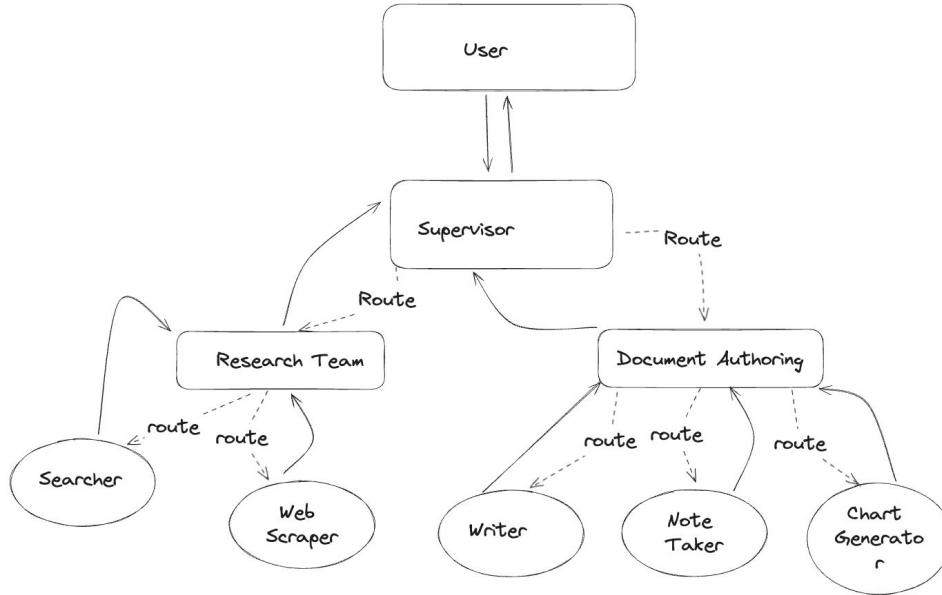 User
Supervisor
Route
Route
Research Team
Document Authoring
route
route
route
route
route
Searcher
Web
Scraper
Writer
Note
Taker
Chart
Generato
r